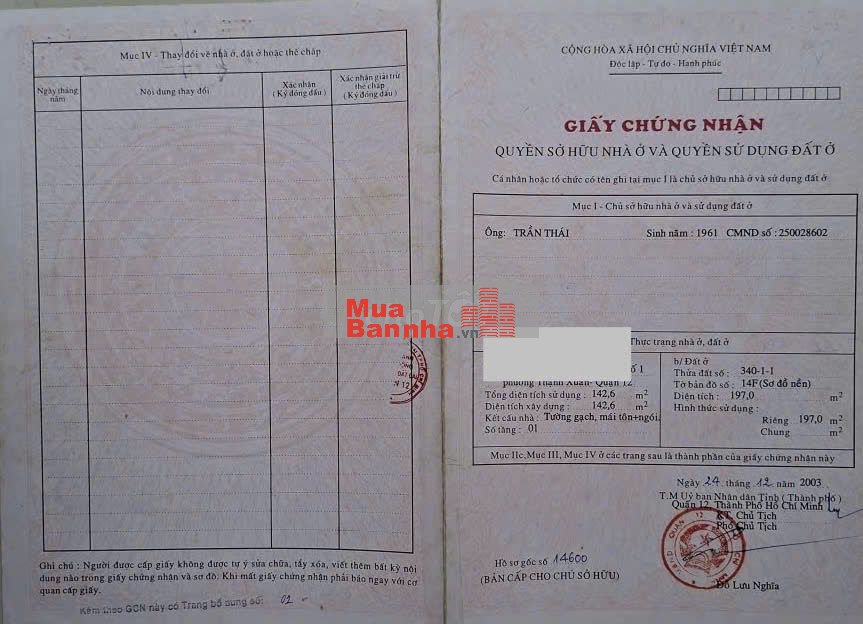 Mục IV - Thay đổi về nhà ở, đất ở hoặc thế chấp
Ngày tháng năm
Nội dung thay đổi
Xác nhận
(Ký đóng dấu)
Xác nhận giải trừ
thế chấp
(Ký đóng dấu)
Ghi chú : Người được cấp giấy không được tự ý sửa chữa, tẩy xóa, viết thêm bất kỳ nội
dung nào trong giấy chứng nhận và sơ đồ. Khi mất giấy chứng nhận phải báo ngay với cơ
quan cấp giấy.
Kèm theo GCN này có Trang bổ sung số: 01
CỘNG HÒA XÃ HỘI CHỦ NGHĨA VIỆT NAM
Độc lập - Tự do - Hạnh phúc
GIẤY CHỨNG NHẬN
QUYỀN SỞ HỮU NHÀ Ở VÀ QUYỀN SỬ DỤNG ĐẤT Ở
Cá nhân hoặc tổ chức có tên ghi tại mục I là chủ sở hữu nhà ở và sử dụng đất ở
Mục I - Chủ sở hữu nhà ở và sử dụng đất ở
Ông: TRẦN THÁI Sinh năm : 1961 CMND số : 250028602
Thực trạng nhà ở, đất ở
ố 1
phường Thạnh Xuân- Quận 12
Tổng diện tích sử dụng : 142,6 m2
Diện tích xây dựng : 142,6 m2
Kết cấu nhà : Tường gạch, mái tôn+ngói.
Số tầng : 01
b/ Đất ở
Thửa đất số : 340-1-1
Tờ bản đồ số : 14F(Sơ đồ nền)
Diện tích : 197,0 m2
Hình thức sử dụng :
Riêng 197,0 m2
Chung m2
Mục IIc, Mục III, Mục IV ở các trang sau là thành phần của giấy chứng nhận này
Ngày 24 tháng 12 năm 2003
T.M Uỷ ban Nhân dân Tỉnh ( Thành phố )
Quận 12, Thành Phố Hồ Chí Minh
KT. Chủ Tịch
Phó Chủ Tịch
Hồ sơ gốc số 14600
(BẢN CẤP CHO CHỦ SỞ HỮU)
Đỗ Lưu Nghĩa
Mua
Bannha.vn